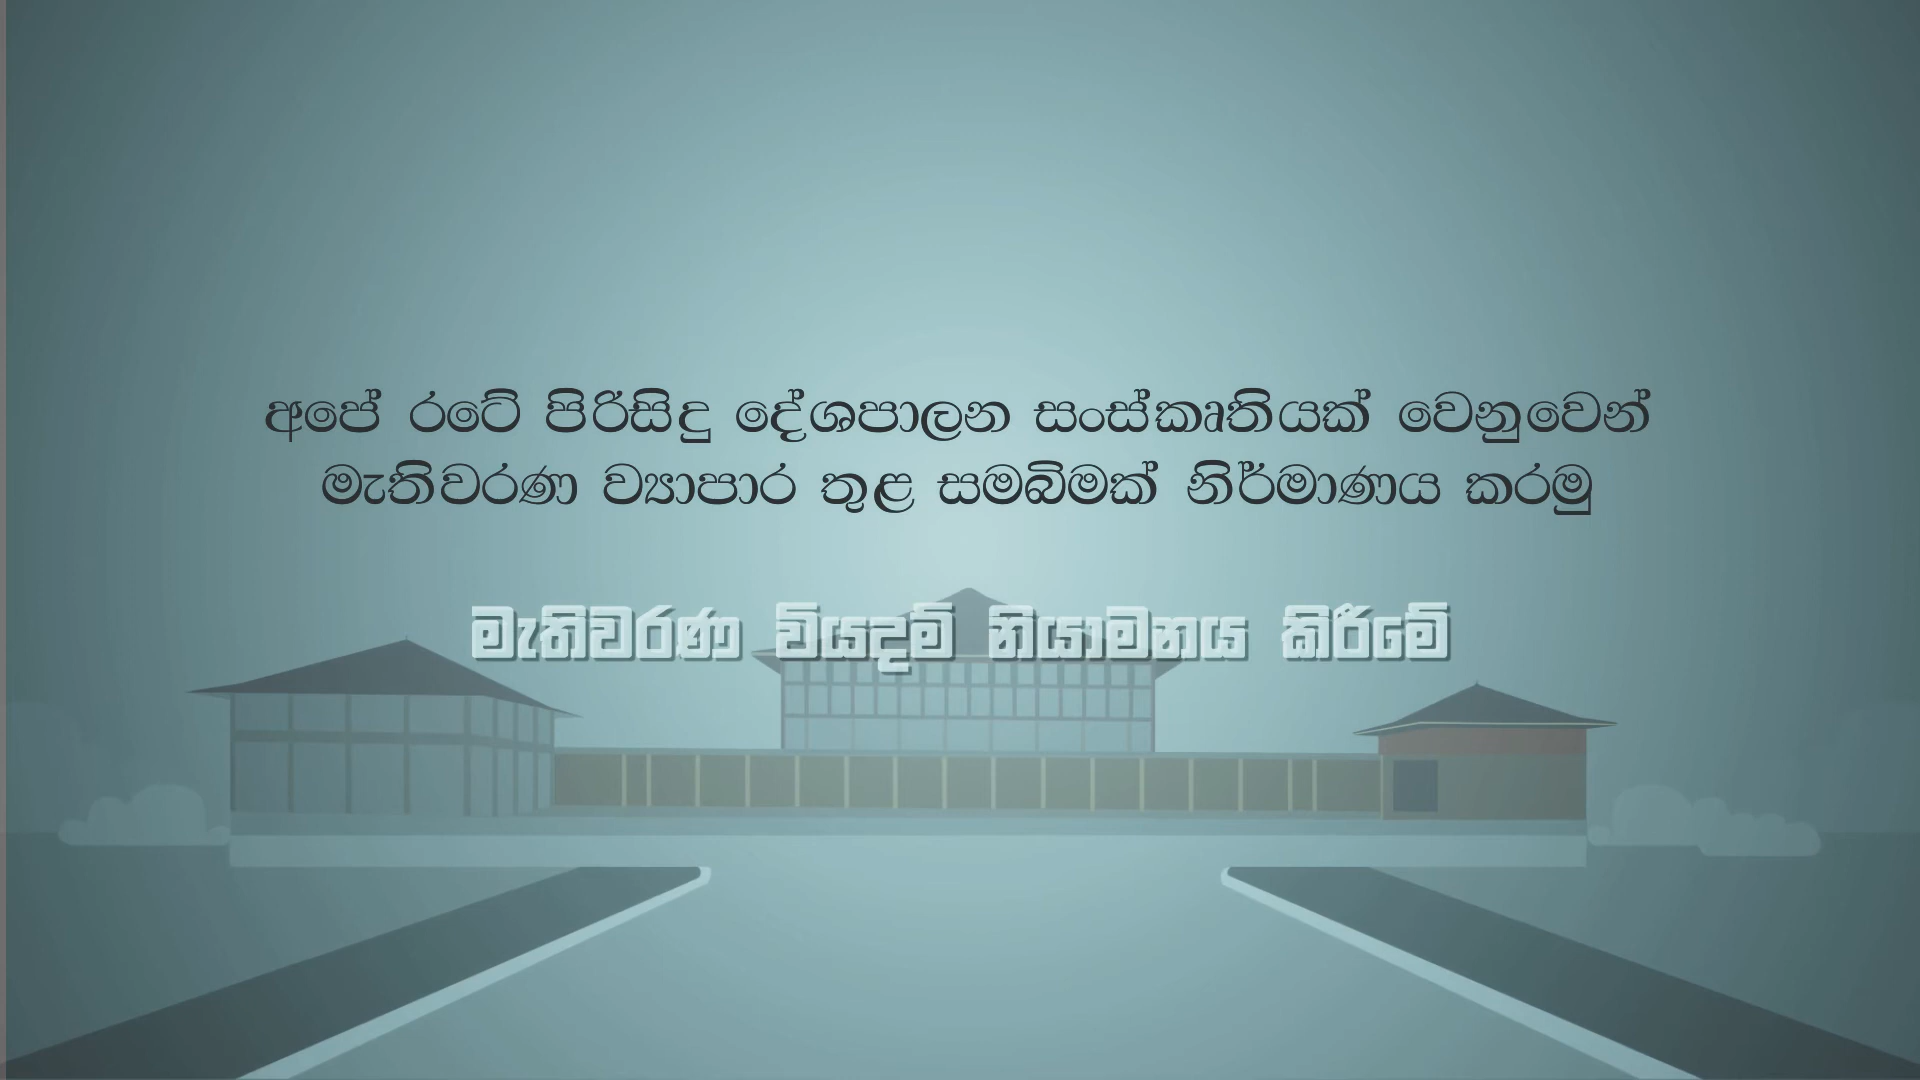 අපේ රටේ පිරිසිදු දේශපාලන සංස්කෘතියක් වෙනුවෙන්
මැතිවරණ ව්‍යාපාර තුළ සමබිමක් නිර්මාණය කරමු
මැතිවරණ වියදම් නියාමනය කිරීමේ